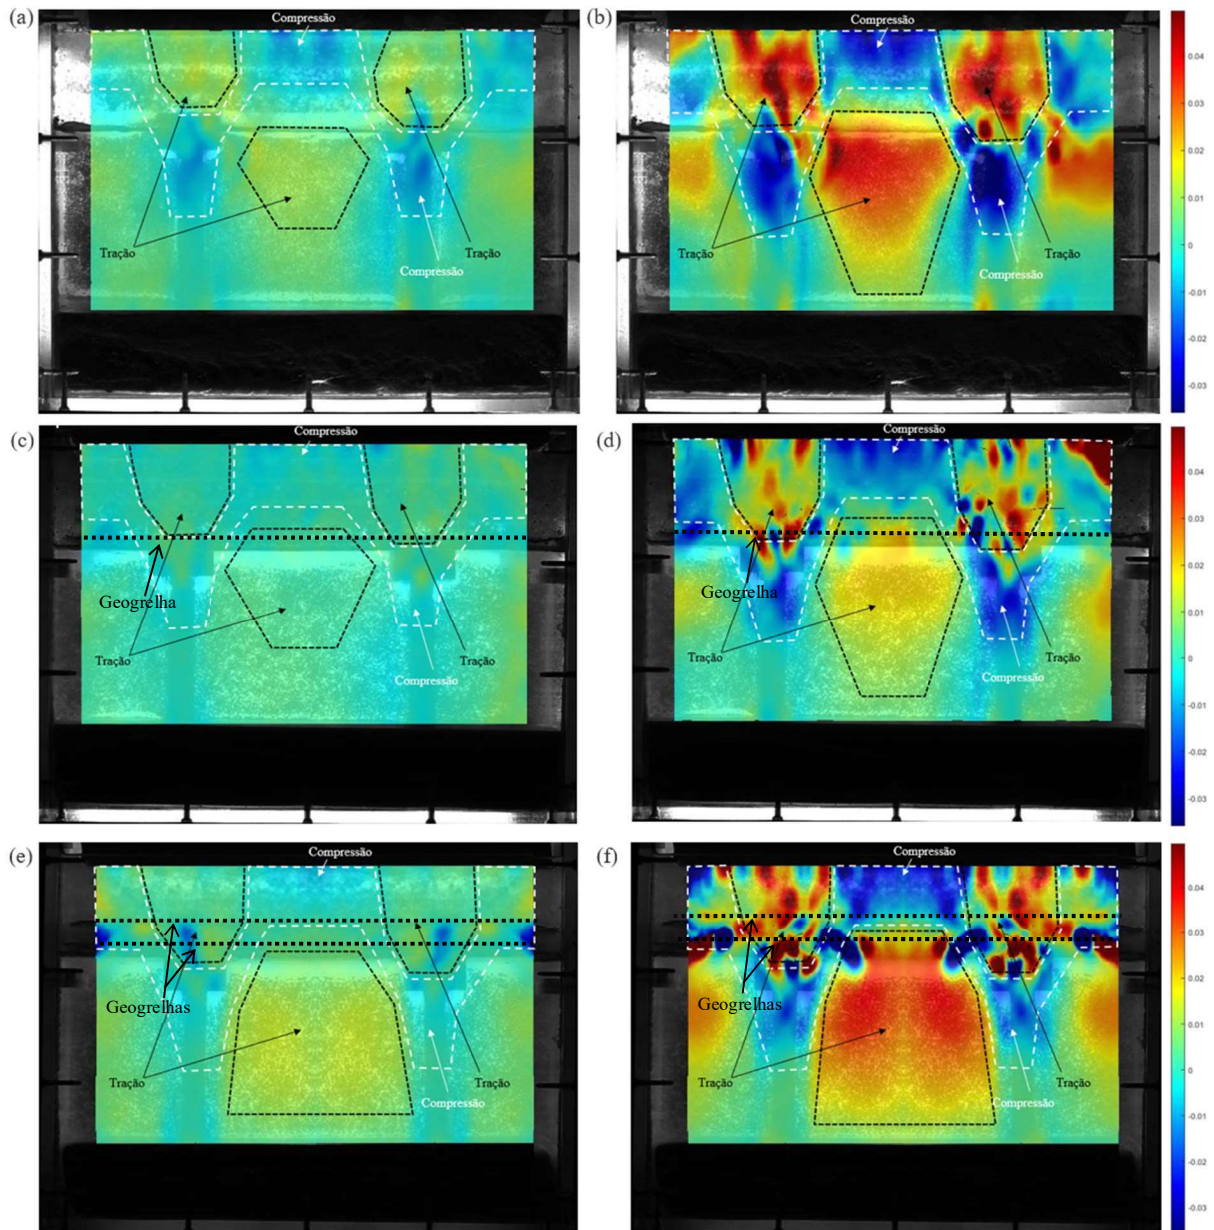 (a)
Compressão
Tração
Tração
Compressão
(b)
Compressão
Tração
Tração
Compressão
0.04
0.03
0.02
0.01
0
-0.01
-0.02
-0.03
(c)
Compressão
Geogrelha
Tração
Tração
Compressão
(d)
Compressão
Geogrelha
Tração
Tração
Compressão
0.04
0.03
0.02
0.01
0
-0.01
-0.02
-0.03
(e)
Compressão
Geogrelhas
Tração
Tração
Compressão
(f)
Compressão
Geogrelhas
Tração
Tração
Compressão
0.04
0.03
0.02
0.01
0
-0.01
-0.02
-0.03